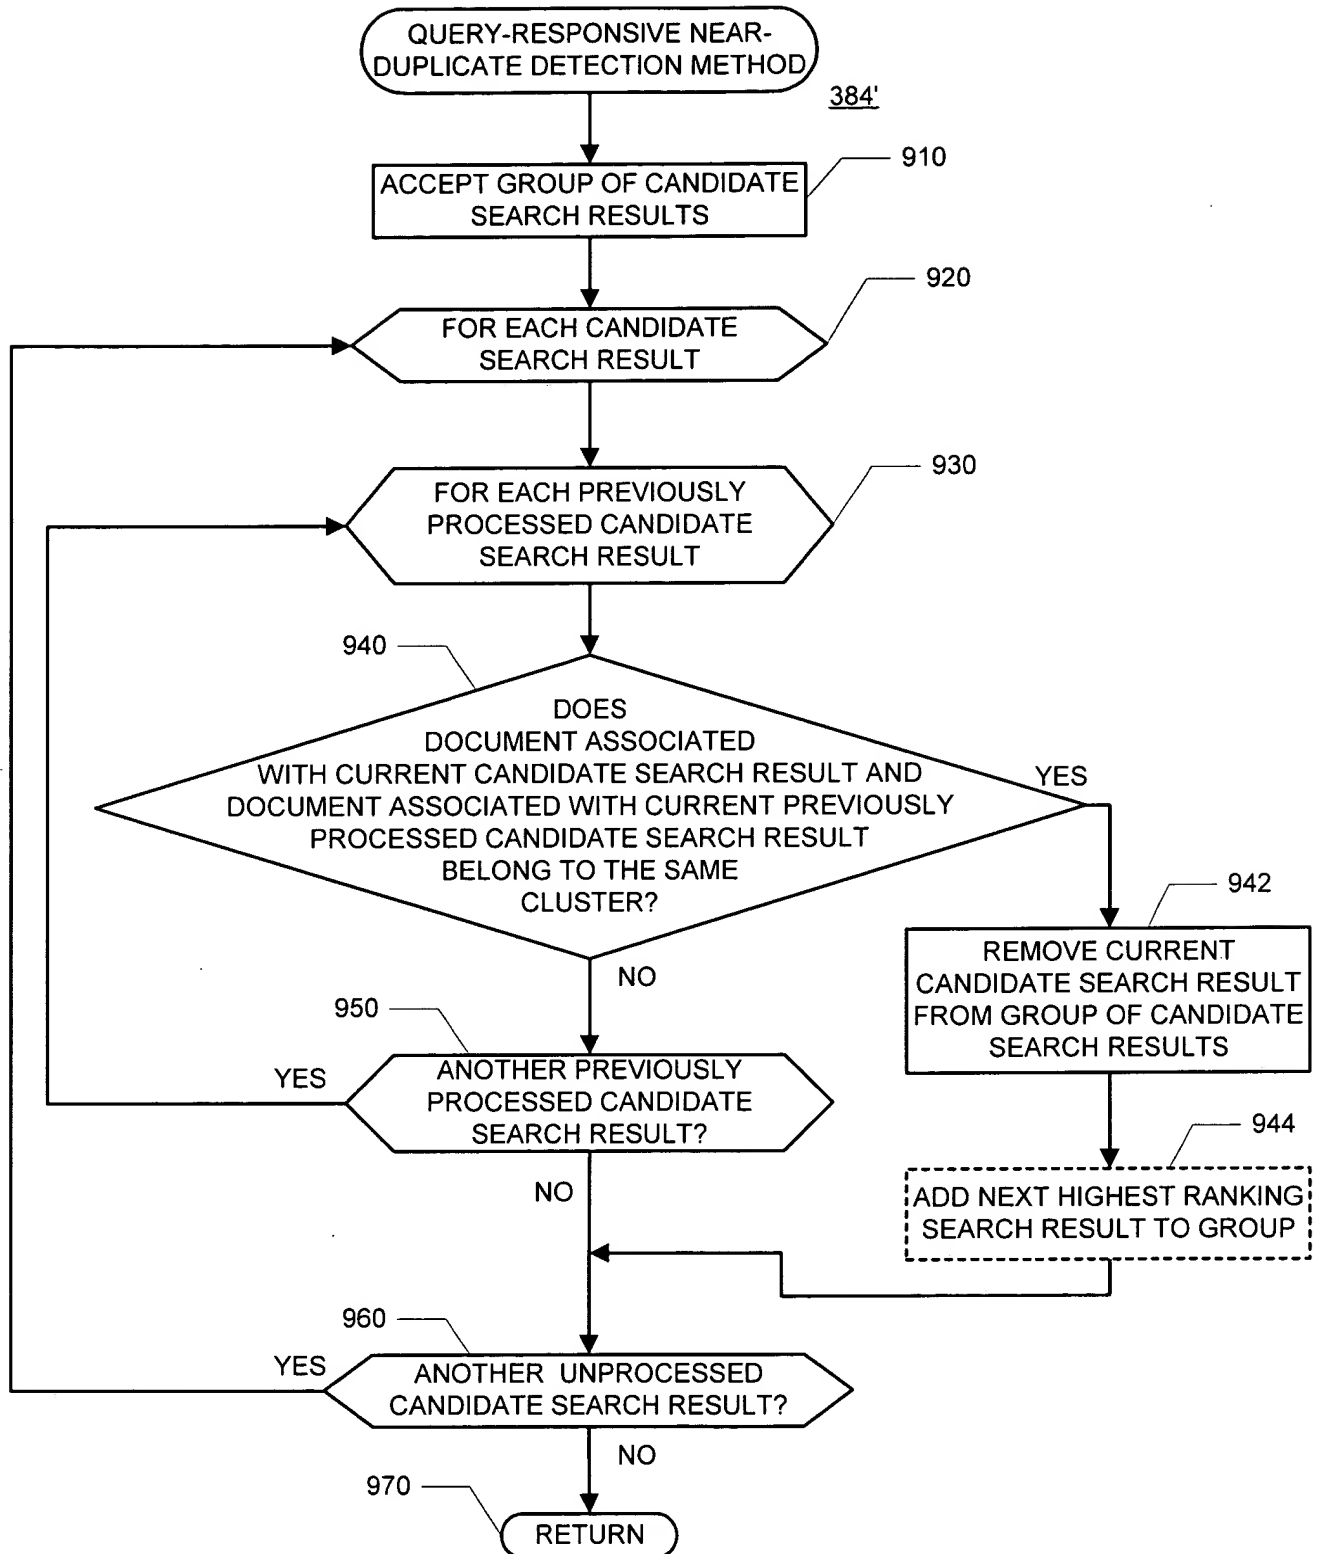 QUERY-RESPONSIVE NEAR-
DUPLICATE DETECTION METHOD
384'
910
ACCEPT GROUP OF CANDIDATE
SEARCH RESULTS
920
FOR EACH CANDIDATE
SEARCH RESULT
930
FOR EACH PREVIOUSLY
PROCESSED CANDIDATE
SEARCH RESULT
940
DOES
DOCUMENT ASSOCIATED
WITH CURRENT CANDIDATE SEARCH RESULT AND
DOCUMENT ASSOCIATED WITH CURRENT PREVIOUSLY
PROCESSED CANDIDATE SEARCH RESULT
BELONG TO THE SAME
CLUSTER?
YES
942
REMOVE CURRENT
CANDIDATE SEARCH RESULT
FROM GROUP OF CANDIDATE
SEARCH RESULTS
NO
950
YES
ANOTHER PREVIOUSLY
PROCESSED CANDIDATE
SEARCH RESULT?
944
ADD NEXT HIGHEST RANKING
SEARCH RESULT TO GROUP
NO
960
YES
ANOTHER UNPROCESSED
CANDIDATE SEARCH RESULT?
NO
970
RETURN